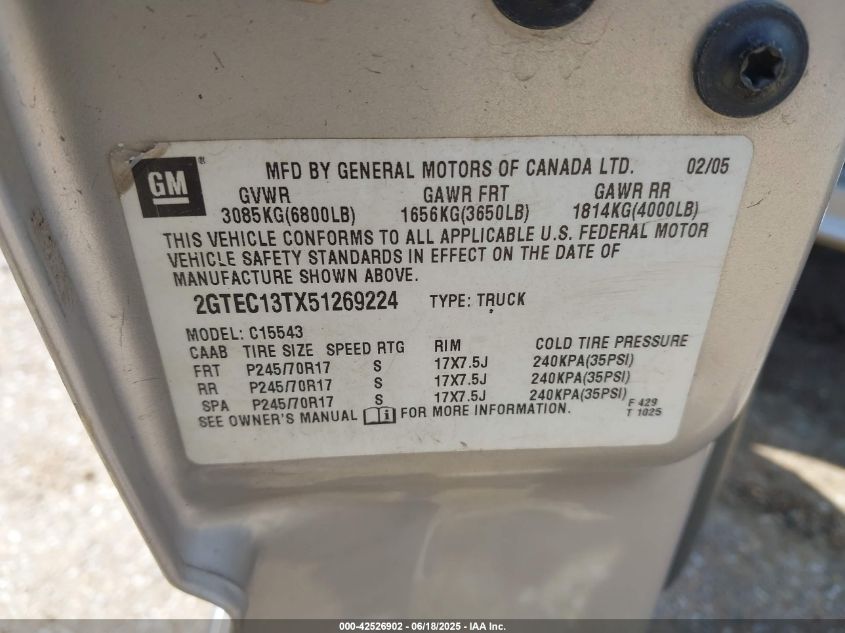 GM ® MFD BY GENERAL MOTORS OF CANADA LTD. 02/05
GVWR GAWR FRT GAWR RR
3085KG(6800LB) 1656KG(3650LB) 1814KG(4000LB)
THIS VEHICLE CONFORMS TO ALL APPLICABLE U.S. FEDERAL MOTOR
VEHICLE SAFETY STANDARDS IN EFFECT ON THE DATE OF
MANUFACTURE SHOWN ABOVE.
2GTEC13TX51269224 TYPE: TRUCK
MODEL: C15543
CAAB TIRE SIZE SPEED RTG RIM COLD TIRE PRESSURE
FRT P245/70R17 S 17X7.5J 240KPA(35PSI)
RR P245/70R17 S 17X7.5J 240KPA(35PSI)
SPA P245/70R17 S 17X7.5J 240KPA(35PSI)
SEE OWNER'S MANUAL i FOR MORE INFORMATION. F 429
T 1025
000-42526902 - 06/18/2025 - IAA Inc.